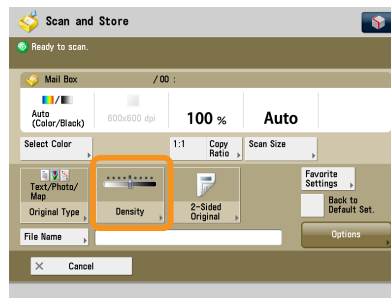 Scan and Store
Ready to scan.
Mail Box /00 :
Auto
(Color/Black)
600x600 dpi
100 %
Auto
Select Color
1:1
Copy
Ratio
Scan Size
Text/Photo/
Map
Original Type
Density
2-Sided
Original
Favorite
Settings
Back to
Default Set.
File Name
Options
Cancel